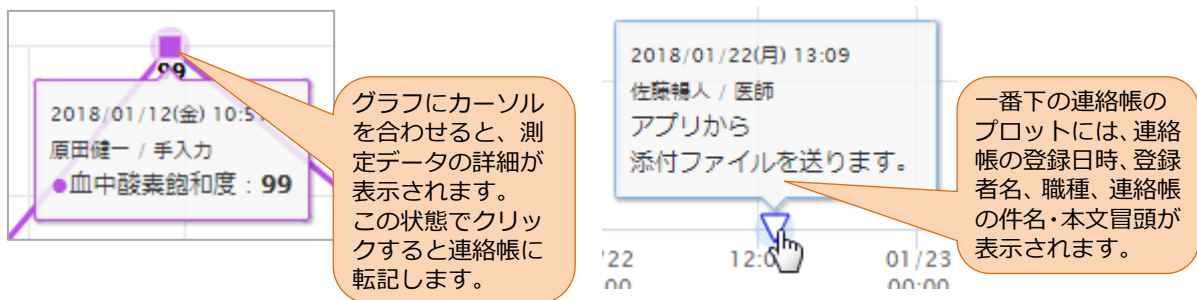 99
2018/01/12(金) 10:5
原田健一 / 手入力
●血中酸素飽和度：99
グラフにカーソル
を合わせると、測
定データの詳細が
表示されます。
この状態でクリッ
クすると連絡帳に
転記します。
2018/01/22(月) 13:09
佐藤暢人 / 医師
アプリから
添付ファイルを送ります。
/22
12:0
01/23
00:00
一番下の連絡帳の
プロットには、連絡
帳の登録日時、登録
者名、職種、連絡帳
の件名・本文冒頭が
表示されます。